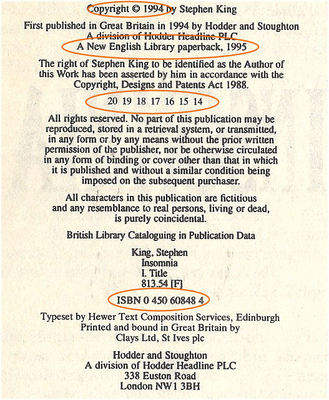 Copyright © 1994 by Stephen King
First published in Great Britain in 1994 by Hodder and Stoughton
A division of Hodder Headline PLC
A New English Library paperback, 1995
The right of Stephen King to be identified as the Author of
this Work has been asserted by him in accordance with the
Copyright, Designs and Patents Act 1988.
20 19 18 17 16 15 14
All rights reserved. No part of this publication may be
reproduced, stored in a retrieval system, or transmitted,
in any form or by any means without the prior written
permission of the publisher, nor be otherwise circulated
in any form of binding or cover other than that in which
it is published and without a similar condition being
imposed on the subsequent purchaser.
All characters in this publication are fictitious
and any resemblance to real persons, living or dead,
is purely coincidental.
British Library Cataloguing in Publication Data
King, Stephen
Insomnia
I. Title
813.54 [F]
ISBN 0 450 60848 4
Typeset by Hewer Text Composition Services, Edinburgh
Printed and bound in Great Britain by
Clays Ltd, St Ives plc
Hodder and Stoughton
A division of Hodder Headline PLC
338 Euston Road
London NW1 3BH